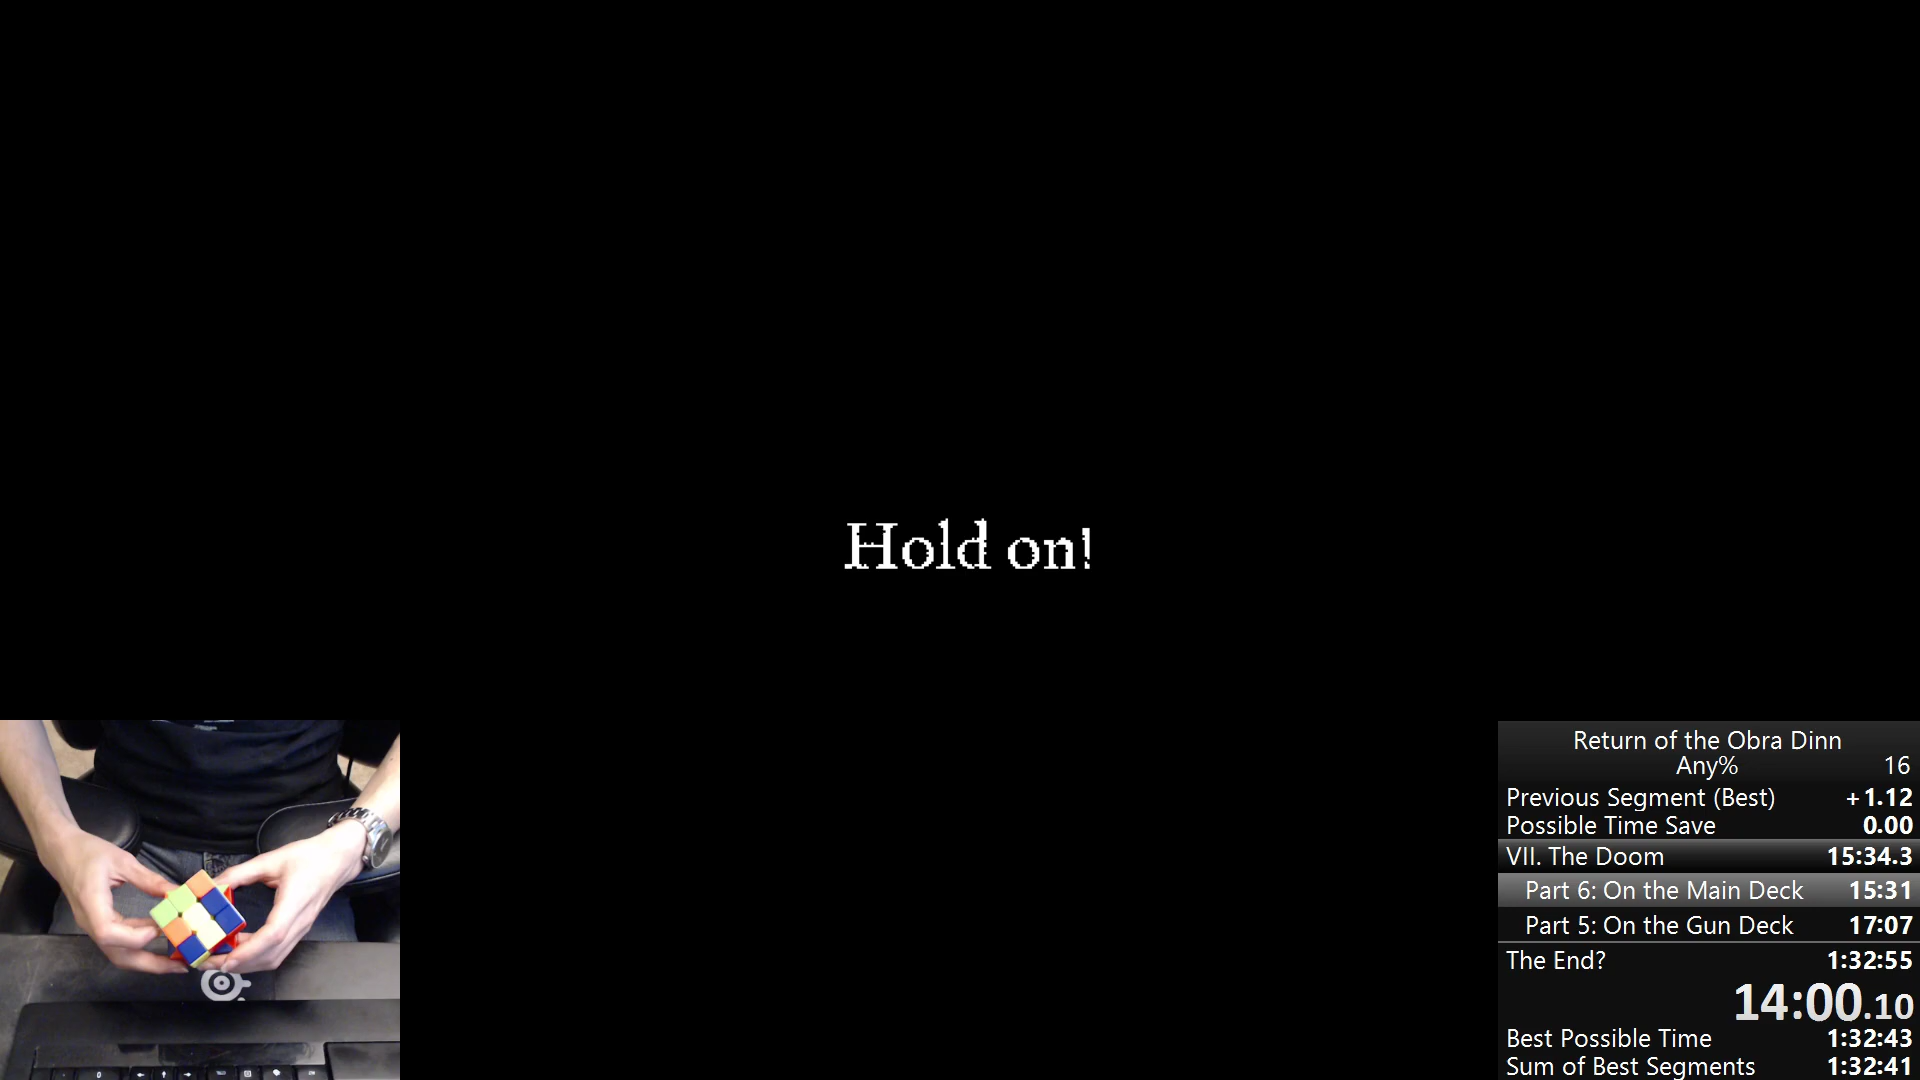 Hold on!
Return of the Obra Dinn
Any% 16
Previous Segment (Best) +1.12
Possible Time Save 0.00
VII. The Doom 15:34.3
Part 6: On the Main Deck 15:31
Part 5: On the Gun Deck 17:07
The End? 1:32:55
14:00.10
Best Possible Time 1:32:43
Sum of Best Segments 1:32:41